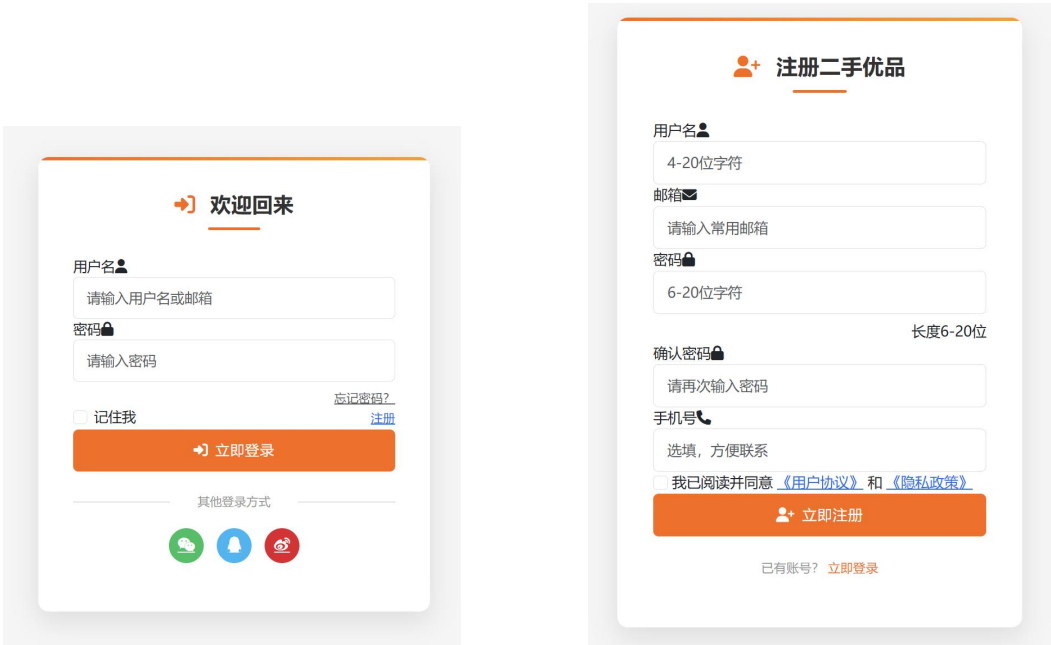 欢迎回来
用户名
请输入用户名或邮箱
密码
请输入密码
忘记密码?
记住我
注册
立即登录
其他登录方式
注册二手优品
用户名
4-20位字符
邮箱
请输入常用邮箱
密码
6-20位字符
长度6-20位
确认密码
请再次输入密码
手机号
选填，方便联系
我已阅读并同意 《用户协议》 和 《隐私政策》
立即注册
已有账号? 立即登录